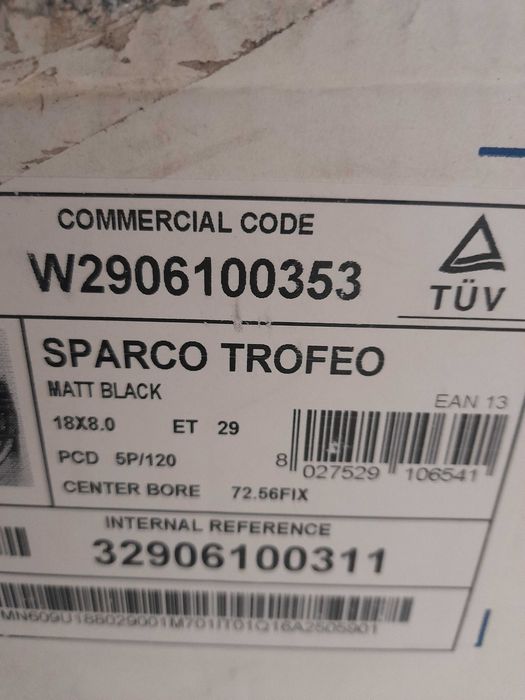 COMMERCIAL CODE
W2906100353
TÜV
SPARCO TROFEO
MATT BLACK
EAN 13
18X8.0 ET 29
PCD 5P/120
8 027529 106541
CENTER BORE 72.56FIX
INTERNAL REFERENCE
32906100311